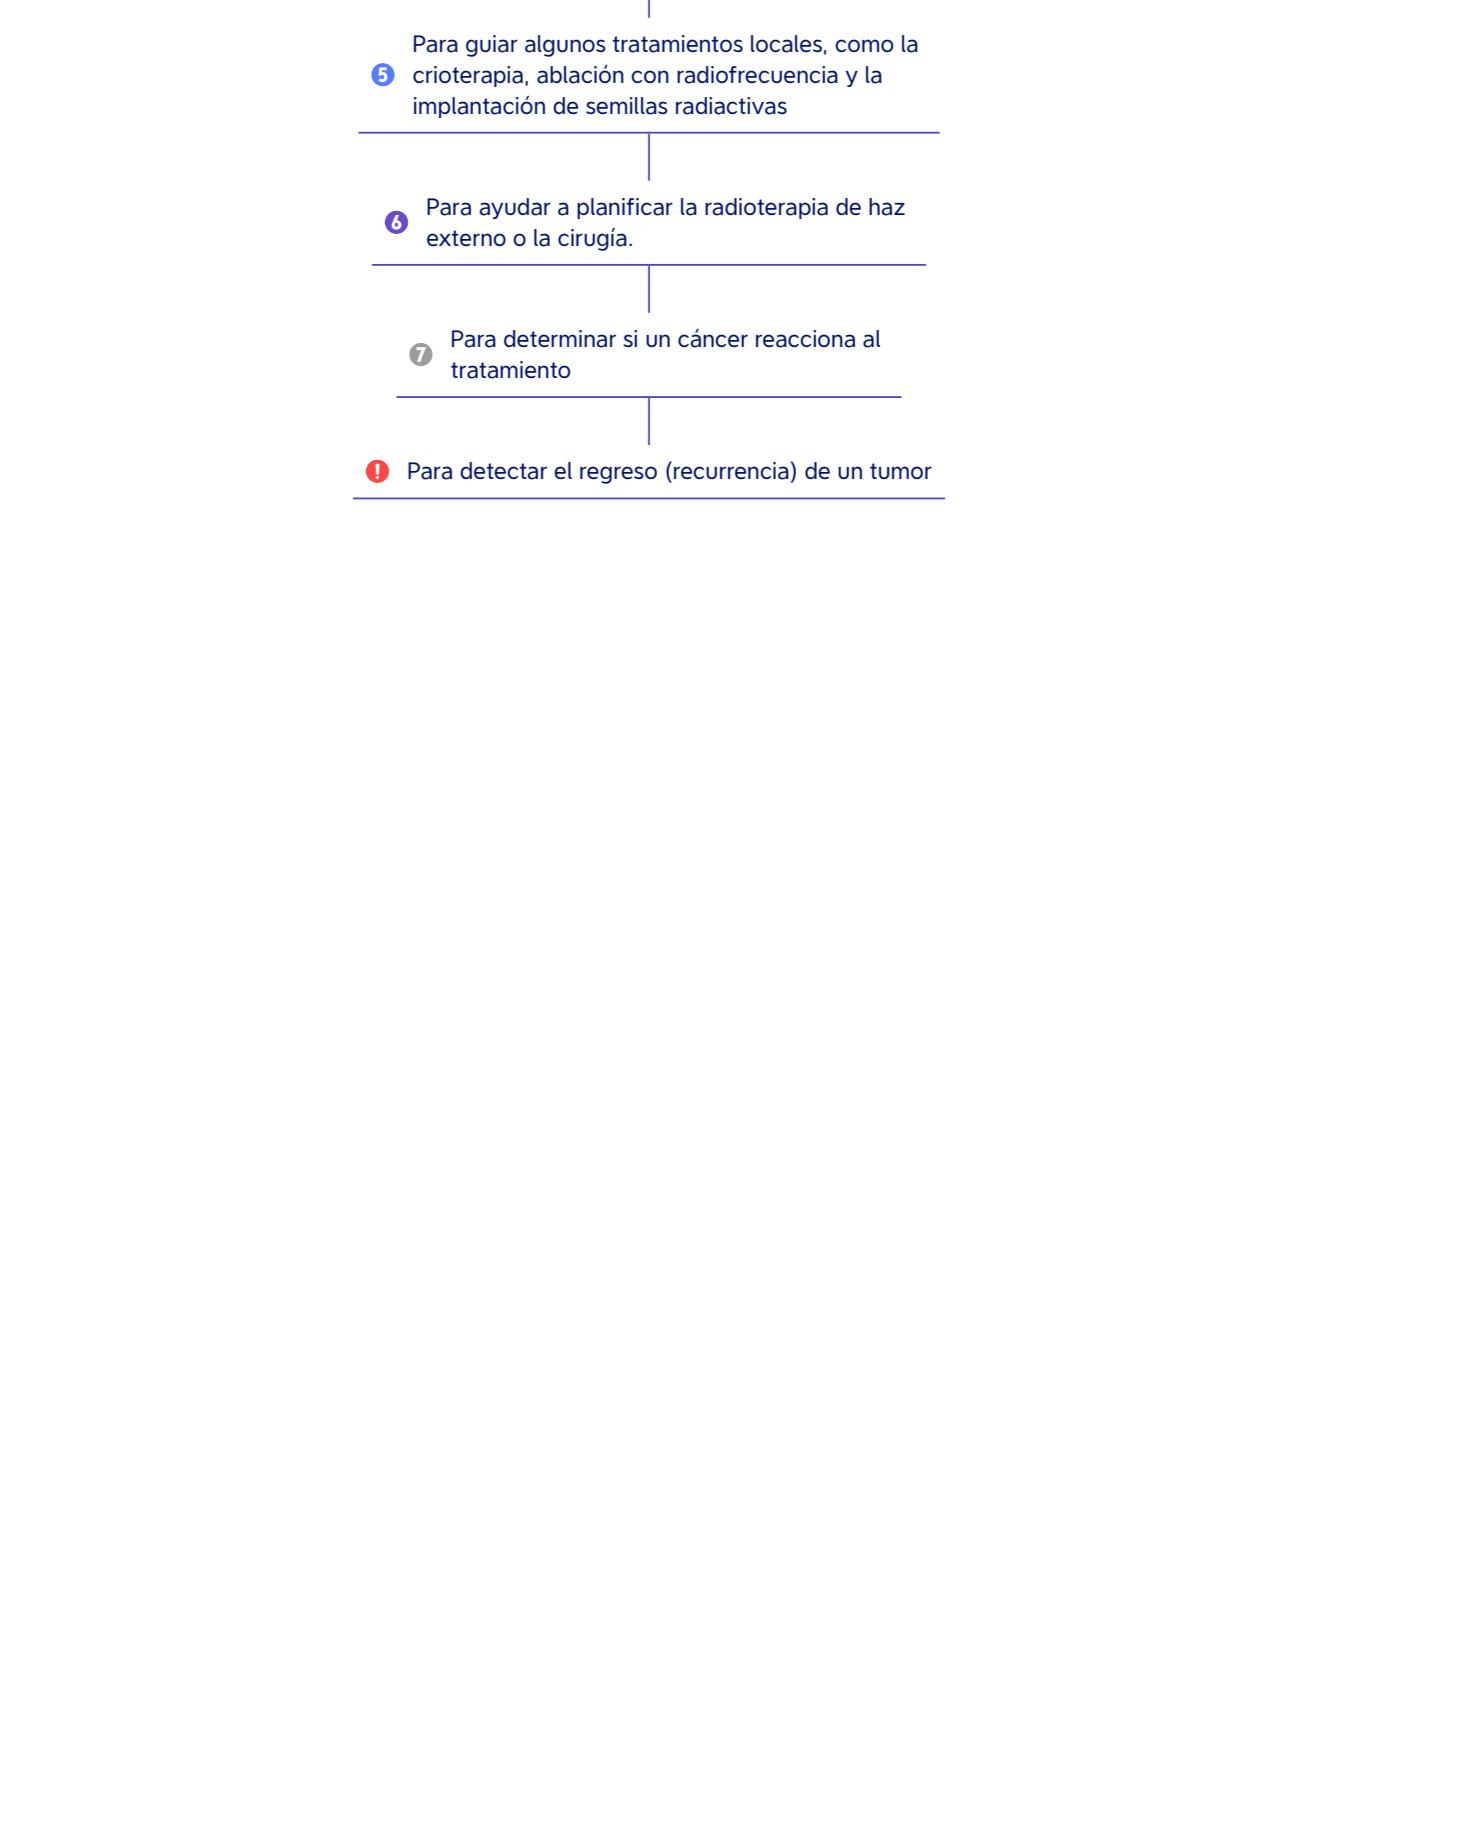 Para guiar algunos tratamientos locales, como la
5 crioterapia, ablación con radiofrecuencia y la
implantación de semillas radiactivas
Para ayudar a planificar la radioterapia de haz
6 externo o la cirugía.
Para determinar si un cáncer reacciona al
7 tratamiento
! Para detectar el regreso (recurrencia) de un tumor